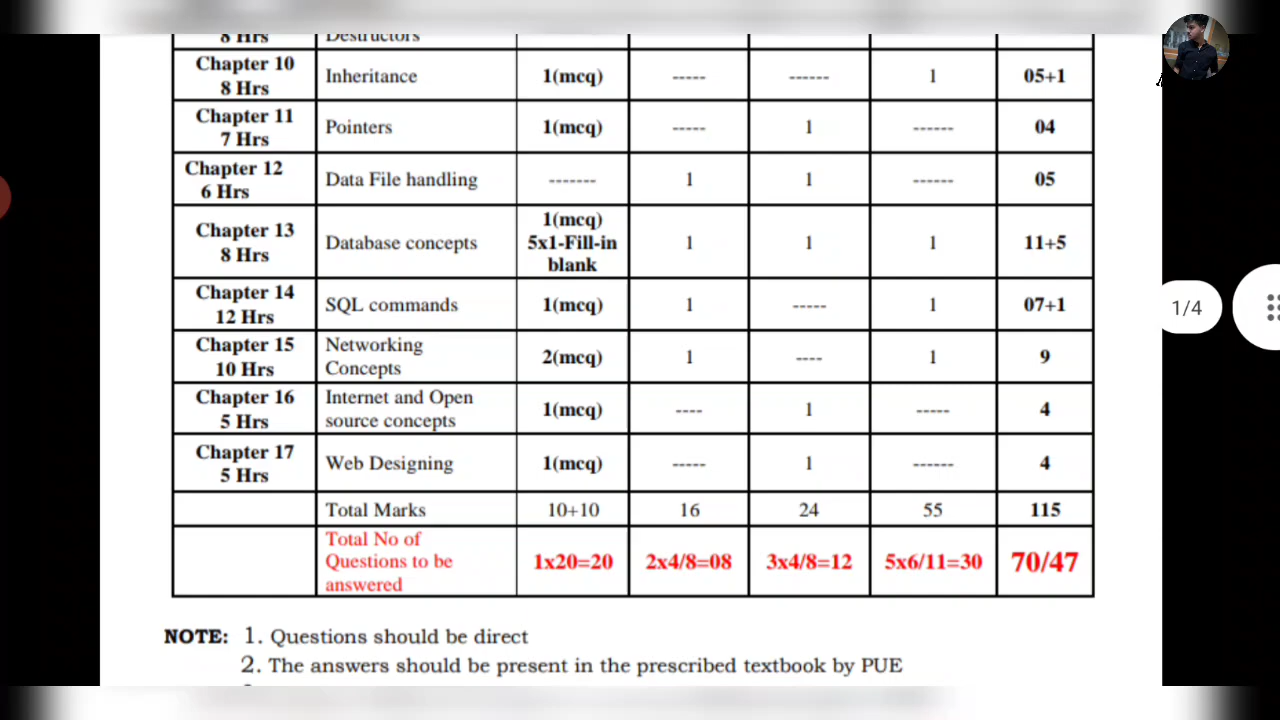 8 Hrs Destructors
Chapter 10
8 Hrs Inheritance 1(mcq) ----- ------ 1 05+1
Chapter 11
7 Hrs Pointers 1(mcq) ----- 1 ------ 04
Chapter 12
6 Hrs Data File handling ------- 1 1 ------ 05
Chapter 13
8 Hrs Database concepts 1(mcq)
5x1-Fill-in
blank 1 1 1 11+5
Chapter 14
12 Hrs SQL commands 1(mcq) 1 ----- 1 07+1
Chapter 15
10 Hrs Networking
Concepts 2(mcq) 1 ---- 1 9
Chapter 16
5 Hrs Internet and Open
source concepts 1(mcq) ---- 1 ----- 4
Chapter 17
5 Hrs Web Designing 1(mcq) ----- 1 ------ 4
Total Marks 10+10 16 24 55 115
Total No of
Questions to be
answered 1x20=20 2x4/8=08 3x4/8=12 5x6/11=30 70/47
1/4
NOTE: 1. Questions should be direct
2. The answers should be present in the prescribed textbook by PUE